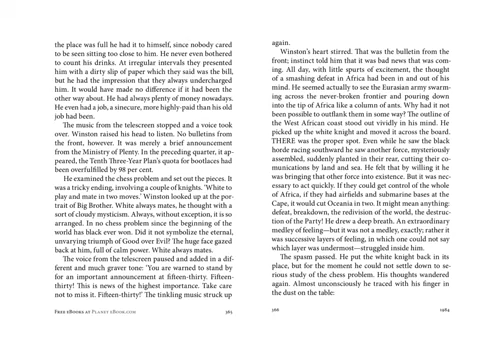 the place was full he had it to himself, since nobody cared
to be seen sitting too close to him. He never even bothered
to count his drinks. At irregular intervals they presented
him with a dirty slip of paper which they said was the bill,
but he had the impression that they always undercharged
him. It would have made no difference if it had been the
other way about. He had always plenty of money nowadays.
He even had a job, a sinecure, more highly-paid than his old
job had been.
The music from the telescreen stopped and a voice took
over. Winston raised his head to listen. No bulletins from
the front, however. It was merely a brief announcement
from the Ministry of Plenty. In the preceding quarter, it ap-
peared, the Tenth Three-Year Plan's quota for bootlaces had
been overfulfilled by 98 per cent.
He examined the chess problem and set out the pieces. It
was a tricky ending, involving a couple of knights. 'White to
play and mate in two moves.' Winston looked up at the por-
trait of Big Brother. White always mates, he thought with a
sort of cloudy mysticism. Always, without exception, it is so
arranged. In no chess problem since the beginning of the
world has black ever won. Did it not symbolize the eternal,
unvarying triumph of Good over Evil? The huge face gazed
back at him, full of calm power. White always mates.
The voice from the telescreen paused and added in a dif-
ferent and much graver tone: 'You are warned to stand by
for an important announcement at fifteen-thirty. Fifteen-
thirty! This is news of the highest importance. Take care
not to miss it. Fifteen-thirty!' The tinkling music struck up
Free eBooks at Planet eBook.com
365
again.
Winston's heart stirred. That was the bulletin from the
front; instinct told him that it was bad news that was com-
ing. All day, with little spurts of excitement, the thought
of a smashing defeat in Africa had been in and out of his
mind. He seemed actually to see the Eurasian army swarm-
ing across the never-broken frontier and pouring down
into the tip of Africa like a column of ants. Why had it not
been possible to outflank them in some way? The outline of
the West African coast stood out vividly in his mind. He
picked up the white knight and moved it across the board.
THERE was the proper spot. Even while he saw the black
horde racing southward he saw another force, mysteriously
assembled, suddenly planted in their rear, cutting their co-
munications by land and sea. He felt that by willing it he
was bringing that other force into existence. But it was nec-
essary to act quickly. If they could get control of the whole
of Africa, if they had airfields and submarine bases at the
Cape, it would cut Oceania in two. It might mean anything:
defeat, breakdown, the redivision of the world, the destruc-
tion of the Party! He drew a deep breath. An extraordinary
medley of feeling—but it was not a medley, exactly; rather it
was successive layers of feeling, in which one could not say
which layer was undermost—struggled inside him.
The spasm passed. He put the white knight back in its
place, but for the moment he could not settle down to se-
rious study of the chess problem. His thoughts wandered
again. Almost unconsciously he traced with his finger in
the dust on the table:
366
1984